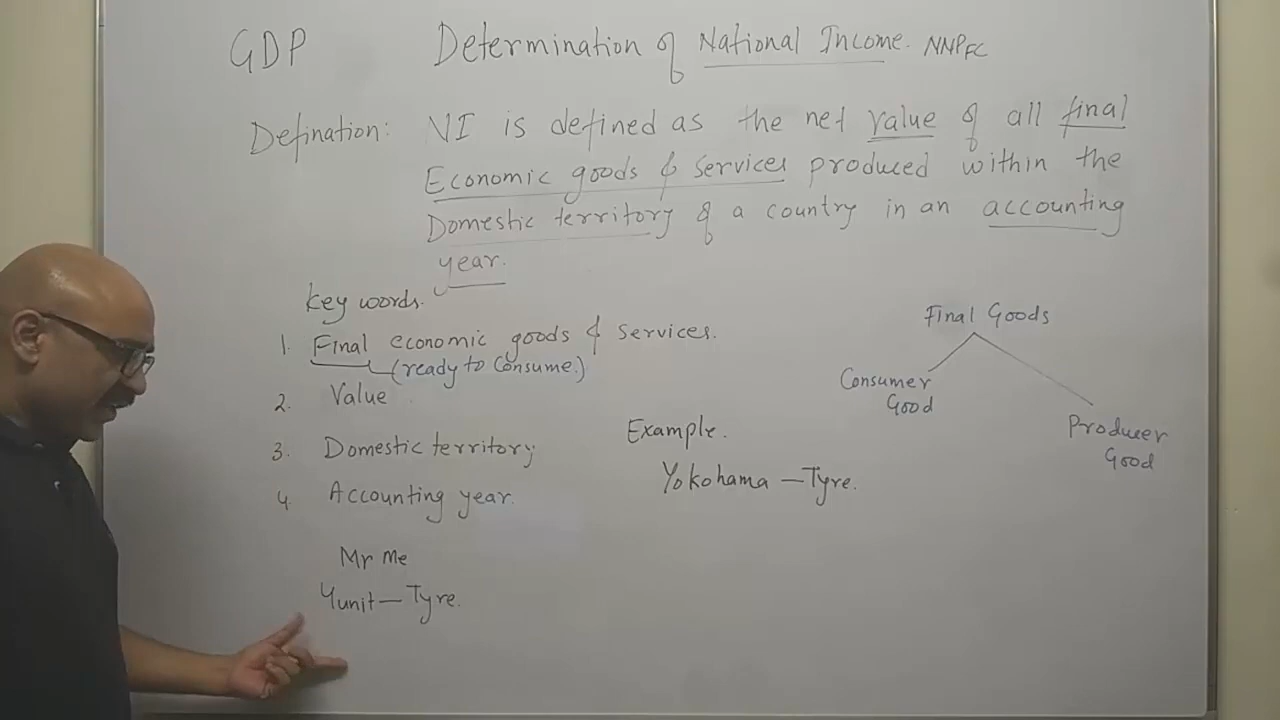 GDP Determination of National Income. NNPFC
Defination: NI is defined as the net value of all final
Economic goods & services produced within the
Domestic territory of a country in an accounting
year.
Key words.
1. Final economic goods & services.
(ready to Consume.)
2. Value
3. Domestic territory
4. Accounting year.
Mr Me
4unit – Tyre.
Example.
Yokohama – Tyre.
Final Goods
Consumer
Good
Producer
Good